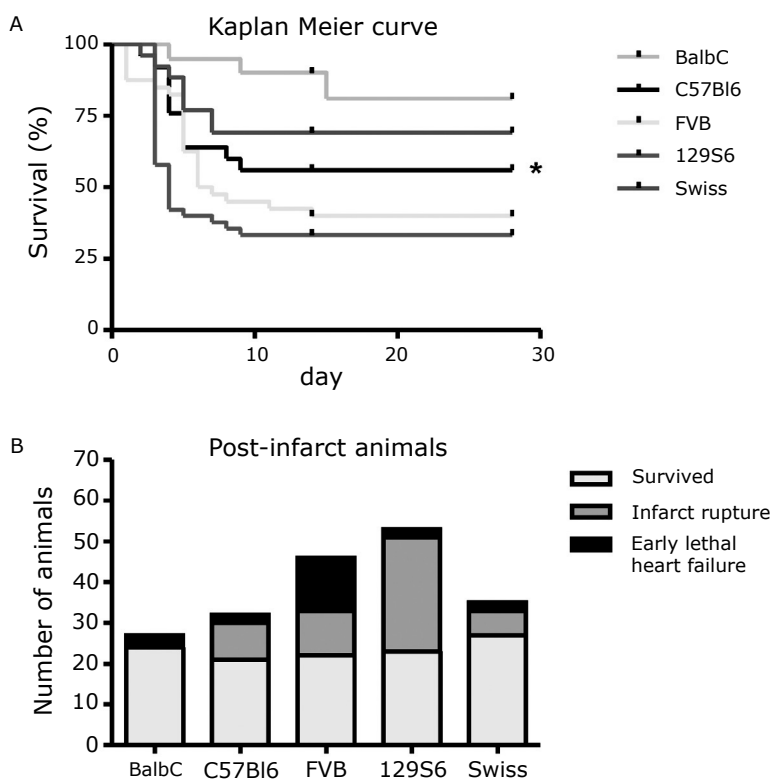 A
Kaplan Meier curve
100
75
50
25
0
Survival (%)
0 10 20 30
day
*
BalbC
C57Bl6
FVB
129S6
Swiss
B
Post-infarct animals
70
60
50
40
30
20
10
0
Number of animals
BalbC C57Bl6 FVB 129S6 Swiss
Survived
Infarct rupture
Early lethal
heart failure